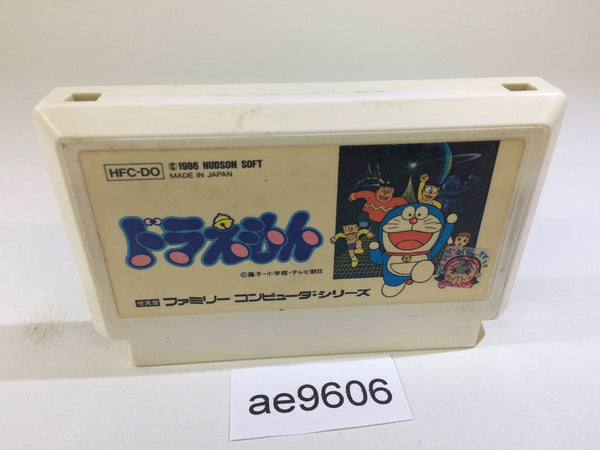 HFC-DO
© 1986 HUDSON SOFT
MADE IN JAPAN
ドラえもん
©藤子・小学館・テレビ朝日
任天堂 ファミリー コンピュータ・シリーズ
ae9606